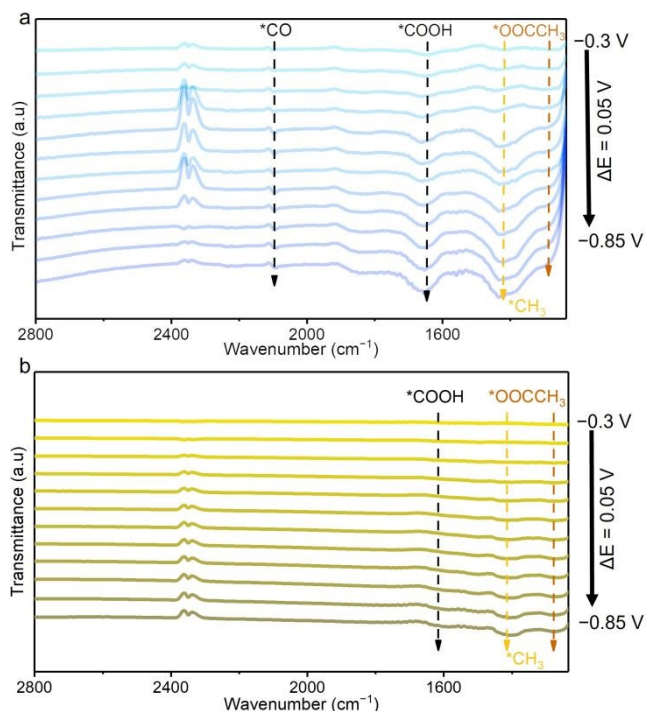 a
*CO *COOH *OOCCH₃
−0.3 V
ΔE = 0.05 V
−0.85 V
*CH₃
Transmittance (a.u)
2800 2400 2000 1600
Wavenumber (cm⁻¹)
b
*COOH *OOCCH₃
−0.3 V
ΔE = 0.05 V
−0.85 V
*CH₃
Transmittance (a.u)
2800 2400 2000 1600
Wavenumber (cm⁻¹)